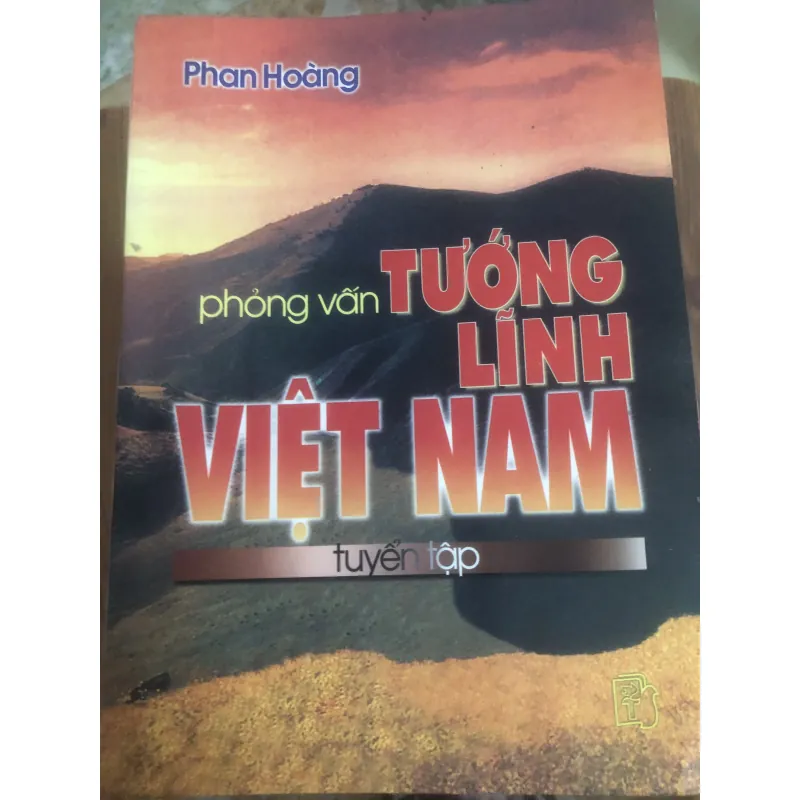 Phan Hoàng
phỏng vấn TƯỚNG
LĨNH
VIỆT NAM
tuyển tập